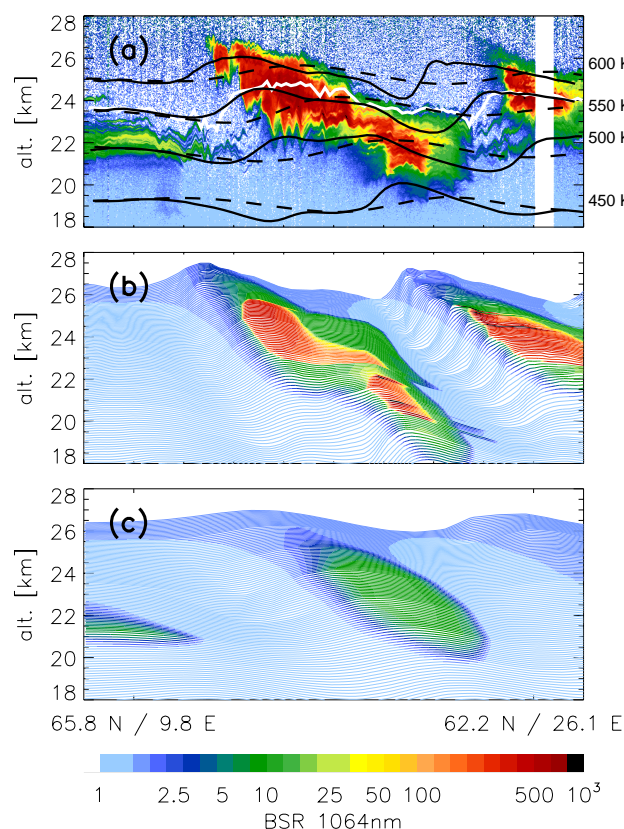 28
(a)
26
24
22
20
18
alt. [km]
600 K
550 K
500 K
450 K
28
(b)
26
24
22
20
18
alt. [km]
28
(c)
26
24
22
20
18
alt. [km]
65.8 N / 9.8 E 62.2 N / 26.1 E
1 2.5 5 10 25 50 100 500 10³
BSR 1064nm